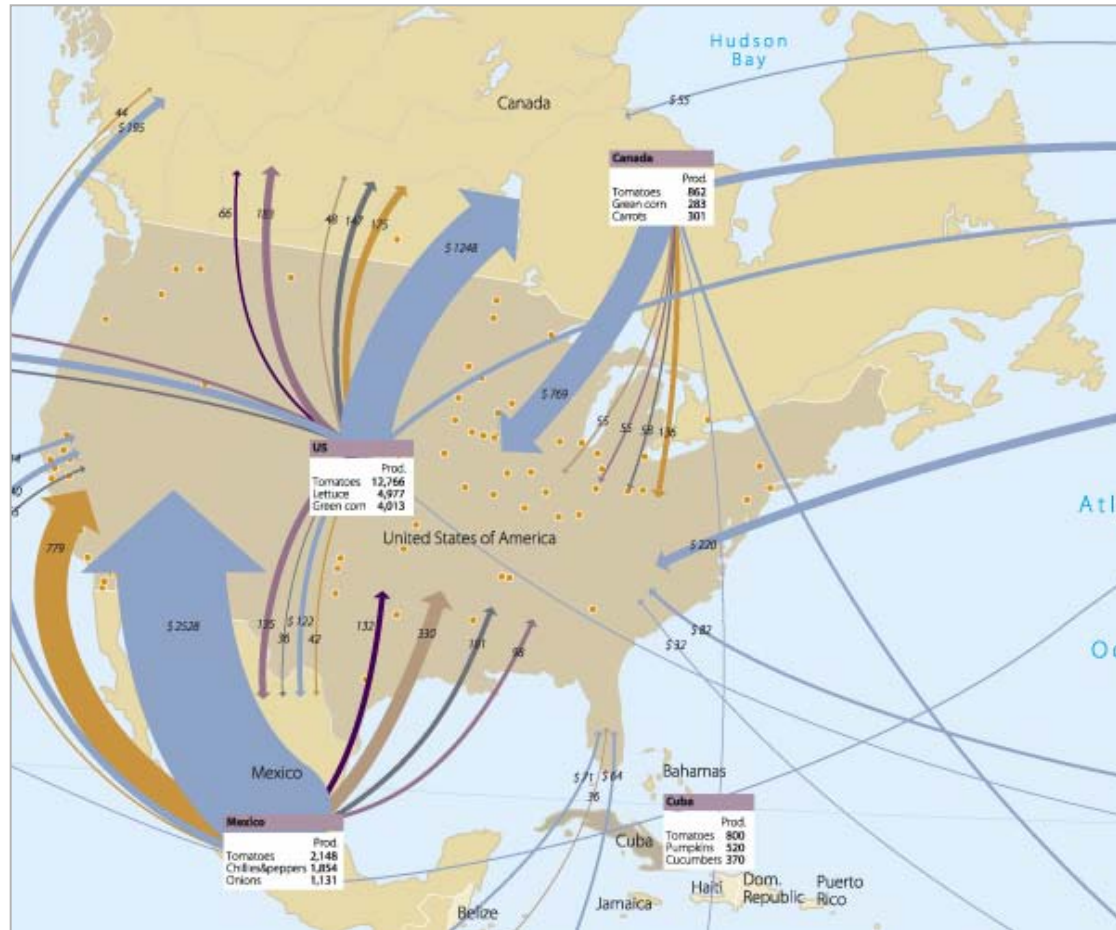 Hudson
Bay
Canada
$ 55
44
$ 195
Canada
Prod.
Tomatoes 862
Green corn 283
Carrots 301
66
183
48
147
175
$ 1248
$ 769
55
55
53
136
US
Prod.
Tomatoes 12,766
Lettuce 4,977
Green corn 4,013
United States of America
Atl
$ 220
779
$ 2528
135
36
$ 122
42
132
330
101
98
$ 82
$ 32
Oc
Mexico
$ 71
36
$ 64
Bahamas
Mexico
Prod.
Tomatoes 2,148
Chillies&peppers 1,854
Onions 1,131
Cuba
Prod.
Tomatoes 800
Pumpkins 520
Cucumbers 370
Cuba
Haiti
Dom.
Republic
Puerto
Rico
Jamaica
Belize